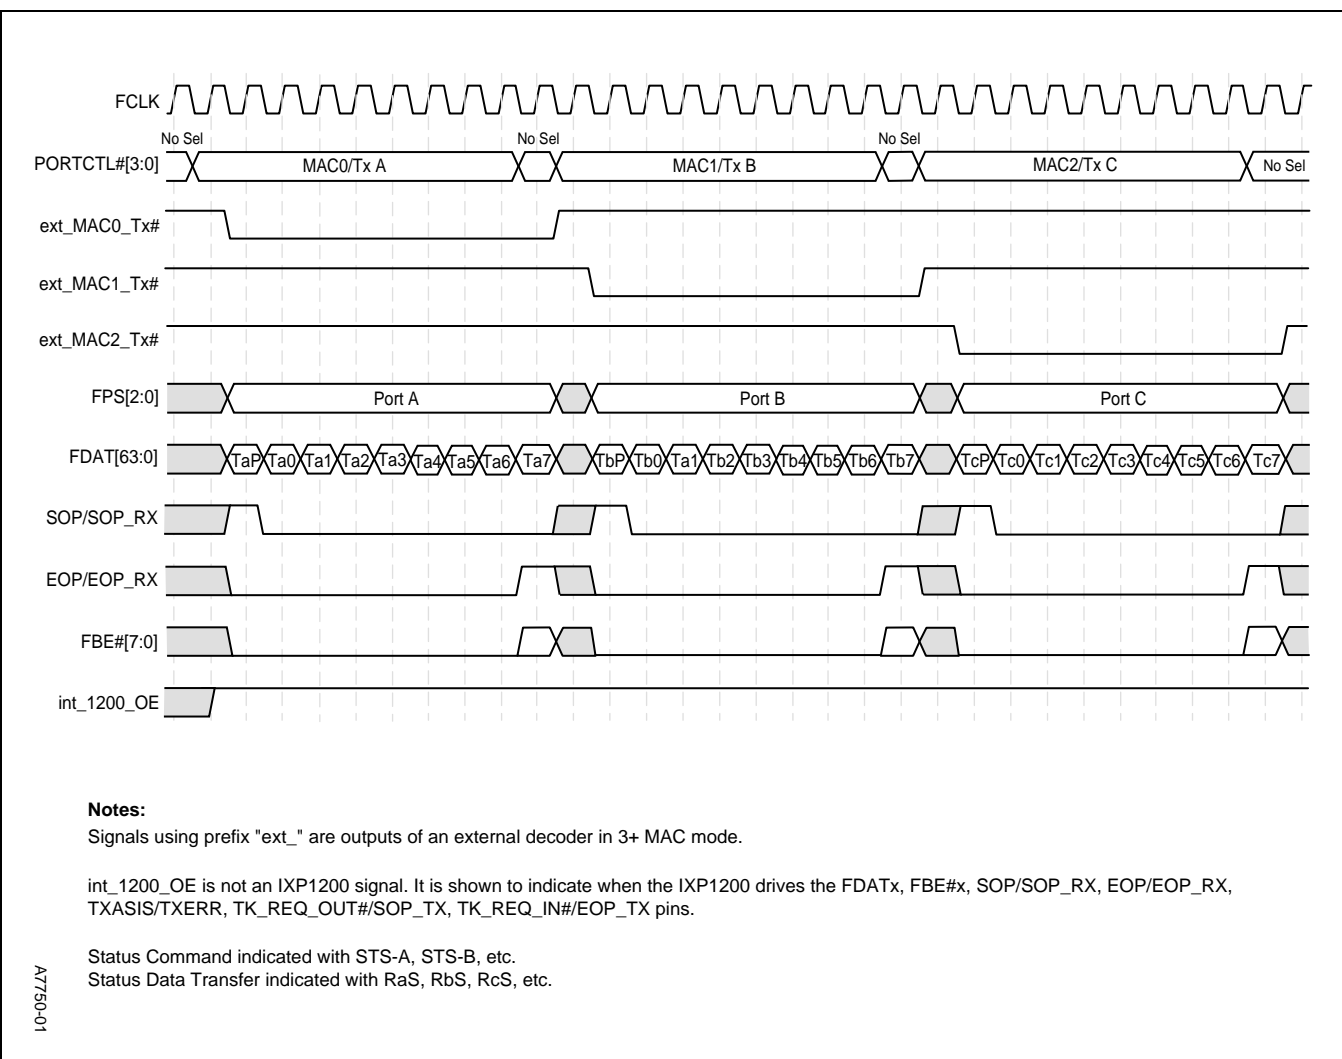 FCLK
No Sel No Sel No Sel
PORTCTL#[3:0] MAC0/Tx A MAC1/Tx B MAC2/Tx C No Sel
ext_MAC0_Tx#
ext_MAC1_Tx#
ext_MAC2_Tx#
FPS[2:0] Port A Port B Port C
FDAT[63:0] TaP Ta0 Ta1 Ta2 Ta3 Ta4 Ta5 Ta6 Ta7 TbP Tb0 Ta1 Tb2 Tb3 Tb4 Tb5 Tb6 Tb7 TcP Tc0 Tc1 Tc2 Tc3 Tc4 Tc5 Tc6 Tc7
SOP/SOP_RX
EOP/EOP_RX
FBE#[7:0]
int_1200_OE
Notes:
Signals using prefix "ext_" are outputs of an external decoder in 3+ MAC mode.
int_1200_OE is not an IXP1200 signal. It is shown to indicate when the IXP1200 drives the FDATx, FBE#x, SOP/SOP_RX, EOP/EOP_RX,
TXASIS/TXERR, TK_REQ_OUT#/SOP_TX, TK_REQ_IN#/EOP_TX pins.
Status Command indicated with STS-A, STS-B, etc.
Status Data Transfer indicated with RaS, RbS, RcS, etc.
A7750-01